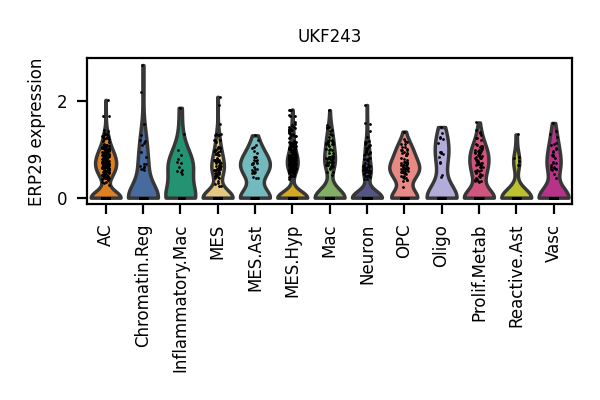 UKF243
ERP29 expression
2
0
AC
Chromatin.Reg
Inflammatory.Mac
MES
MES.Ast
MES.Hyp
Mac
Neuron
OPC
Oligo
Prolif.Metab
Reactive.Ast
Vasc